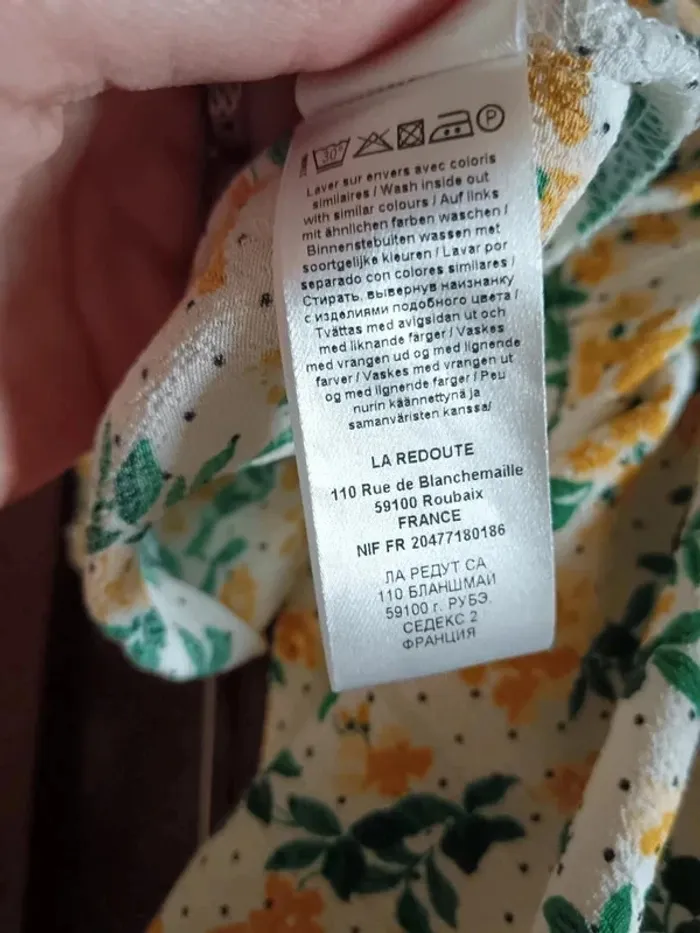 30°
P
Laver sur envers avec coloris
similaires / Wash inside out
with similar colours / Auf links
mit ähnlichen farben waschen /
Binnenstebuiten wassen met
soortgelijke kleuren / Lavar por
separado con colores similares /
Стирать, вывернув наизнанку
с изделиями подобного цвета /
Tvättas med avigsidan ut och
med liknande färger / Vaskes
med vrangen ud og med lignende
farver / Vaskes med vrangen ut
og med lignende farger / Peu
nurin käännettynä ja
samanväristen kanssa/
LA REDOUTE
110 Rue de Blanchemaille
59100 Roubaix
FRANCE
NIF FR 20477180186
ЛА РЕДУТ СА
110 БЛАНШМАЙ
59100 г. РУБЭ.
СЕДЕКС 2
ФРАНЦИЯ